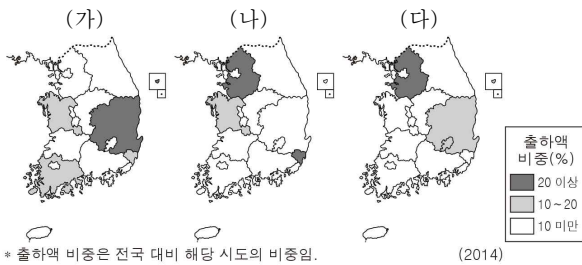 (가) (나) (다)
출하액
비중(%)
20 이상
10~20
10 미만
* 출하액 비중은 전국 대비 해당 시도의 비중임. (2014)